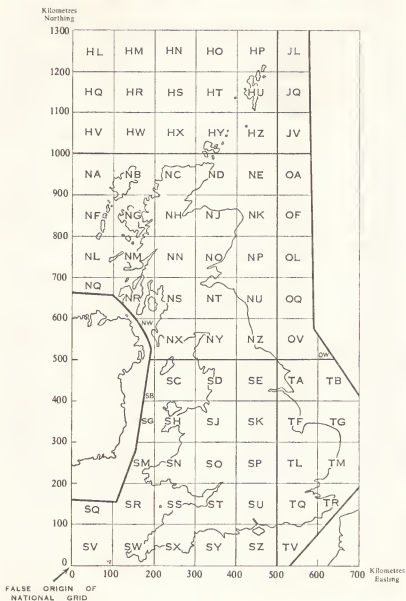 Kilometres
Northing
1300
HL HM HN HO HP JL
1200
HQ HR HS HT HU JQ
1100
HV HW HX HY HZ JV
1000
NA NB NC ND NE OA
900
NF NG NH NJ NK OF
800
NL NM NN NO NP OL
700
NQ NR NS NT NU OQ
600
NW NX NY NZ OV OW
500
SC SD SE TA TB
400
SB
SG SH SJ SK TF TG
300
SM SN SO SP TL TM
200
SQ SR SS ST SU TQ TR
100
SV SW SX SY SZ TV
0
0 100 200 300 400 500 600 700 Kilometres
Easting
FALSE ORIGIN OF
NATIONAL GRID